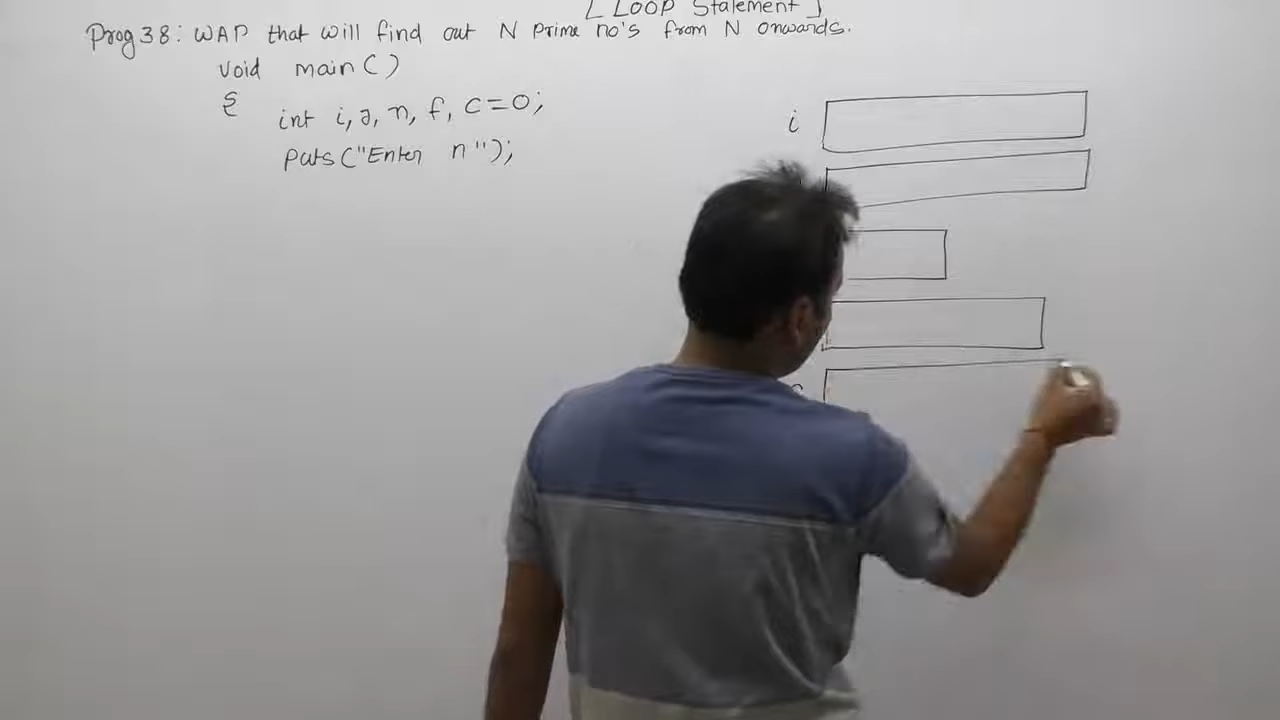 [ LOOP Statement ]
Prog 38: WAP that will find out N Prime no's from N onwards.
void main()
{
int i, a, n, f, c=0;
puts("Enter n");
i